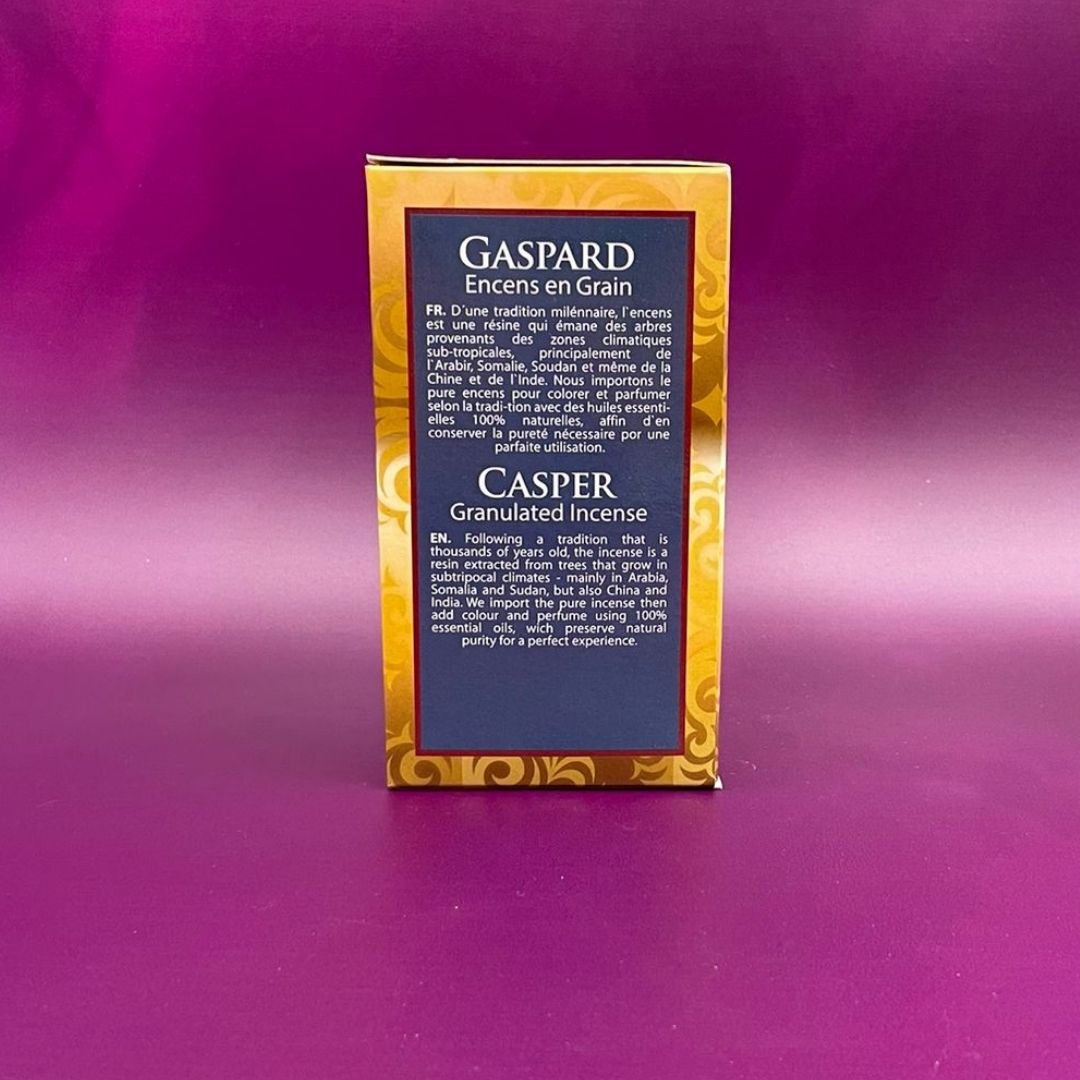 GASPARD
Encens en Grain
FR. D'une tradition milénnaire, l`encens
est une résine qui émane des arbres
provenants des zones climatiques
sub-tropicales, principalement de
l`Arabir, Somalie, Soudan et même de la
Chine et de l`Inde. Nous importons le
pure encens pour colorer et parfumer
selon la tradi-tion avec des huiles essenti-
elles 100% naturelles, affin d'en
conserver la pureté nécessaire por une
parfaite utilisation.
CASPER
Granulated Incense
EN. Following a tradition that is
thousands of years old, the incense is a
resin extracted from trees that grow in
subtripocal climates - mainly in Arabia,
Somalia and Sudan, but also China and
India. We import the pure incense then
add colour and perfume using 100%
essential oils, wich preserve natural
purity for a perfect experience.